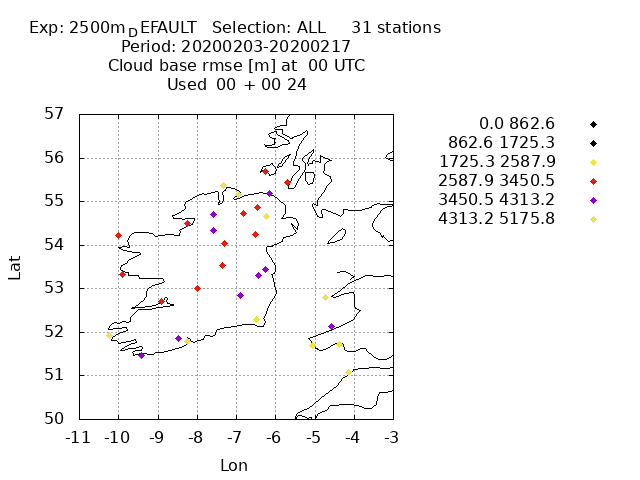 Exp: 2500m_DEFAULT   Selection: ALL     31 stations
Period: 20200203-20200217
Cloud base rmse [m] at  00 UTC
Used  00 + 00 24
0.0 862.6
862.6 1725.3
1725.3 2587.9
2587.9 3450.5
3450.5 4313.2
4313.2 5175.8
57
56
55
54
53
52
51
50
Lat
-11 -10 -9 -8 -7 -6 -5 -4 -3
Lon